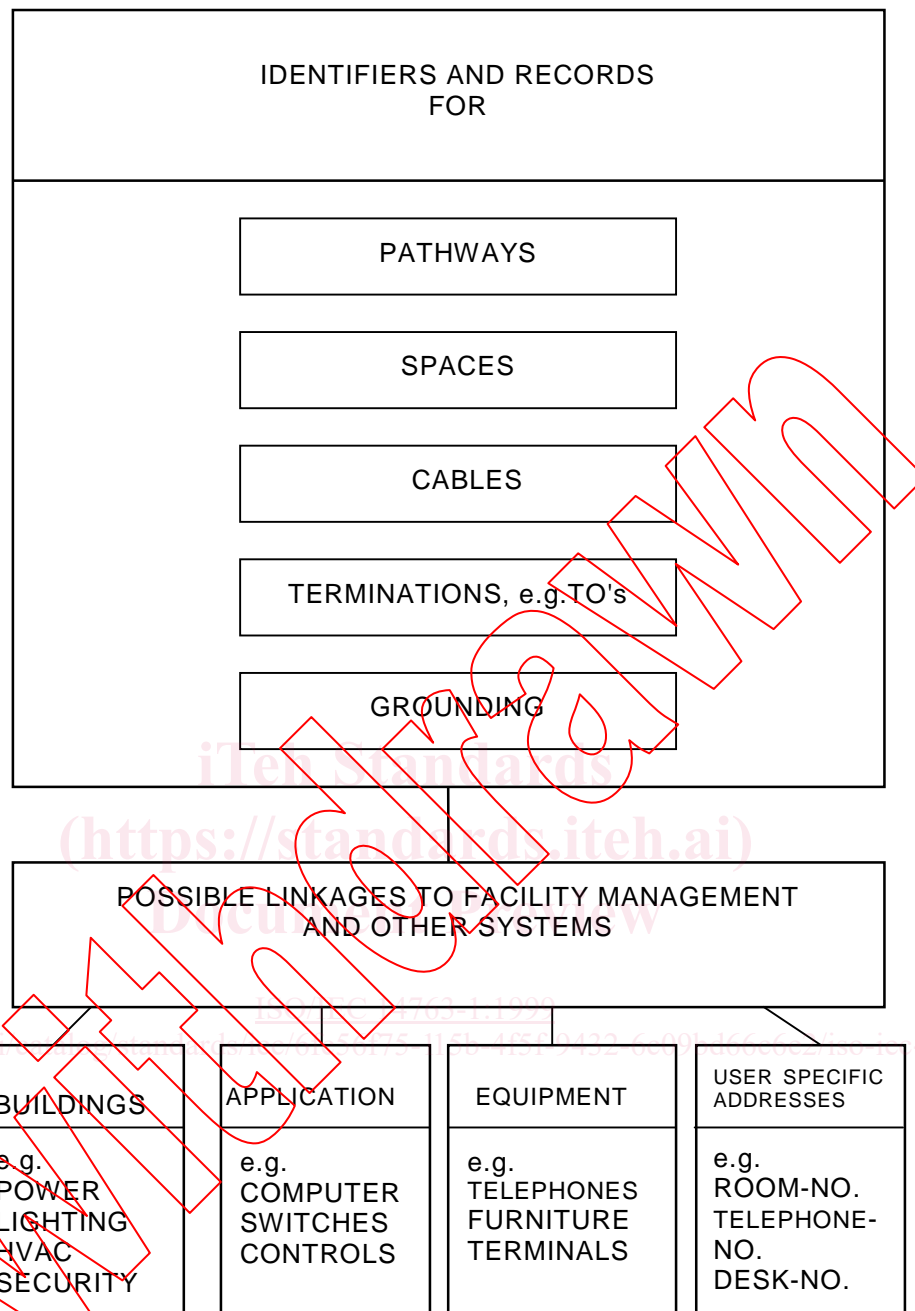 IDENTIFIERS AND RECORDS
FOR
PATHWAYS
SPACES
CABLES
TERMINATIONS, e.g.TO's
GROUNDING
iTeh Standards
(https://standards.iteh.ai)
POSSIBLE LINKAGES TO FACILITY MANAGEMENT
AND OTHER SYSTEMS
Document Preview
ISO/IEC 14763-1:1999
BUILDINGS
e.g.
POWER
LIGHTING
HVAC
SECURITY
APPLICATION
e.g.
COMPUTER
SWITCHES
CONTROLS
EQUIPMENT
e.g.
TELEPHONES
FURNITURE
TERMINALS
USER SPECIFIC
ADDRESSES
e.g.
ROOM-NO.
TELEPHONE-
NO.
DESK-NO.
Withdrawn